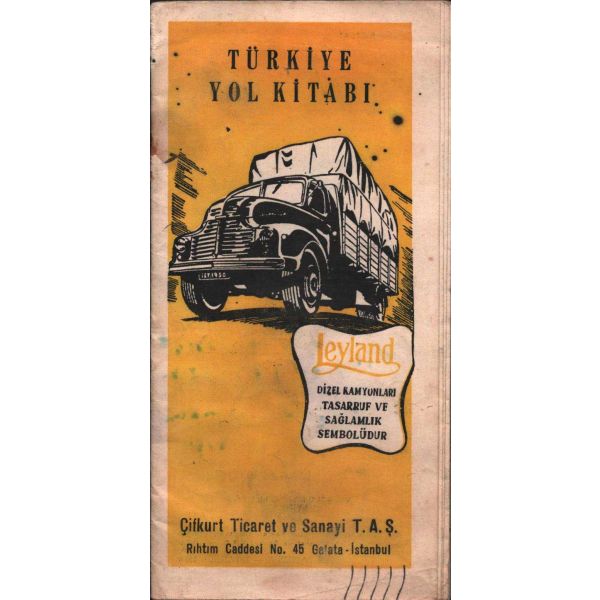 TÜRKİYE
YOL KİTABI
Leyland
DİZEL KAMYONLARI
TASARRUF VE
SAĞLAMLIK
SEMBOLÜDUR
Çifkurt Ticaret ve Sanayi T. A. Ş.
Rıhtım Caddesi No. 45 Galata - İstanbul